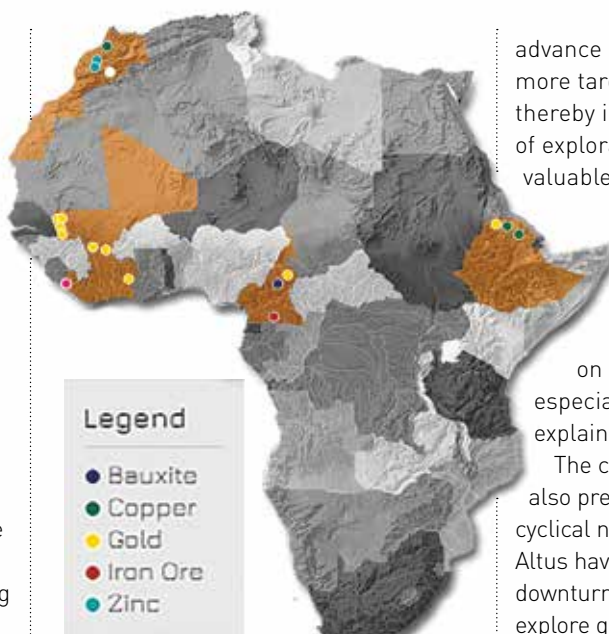 advance
more tar
thereby i
of explora
valuable
on
especia
explain
The c
also pre
cyclical n
Altus hav
downturn
explore g
e
g
Legend
Bauxite
Copper
Gold
Iron Ore
Zinc